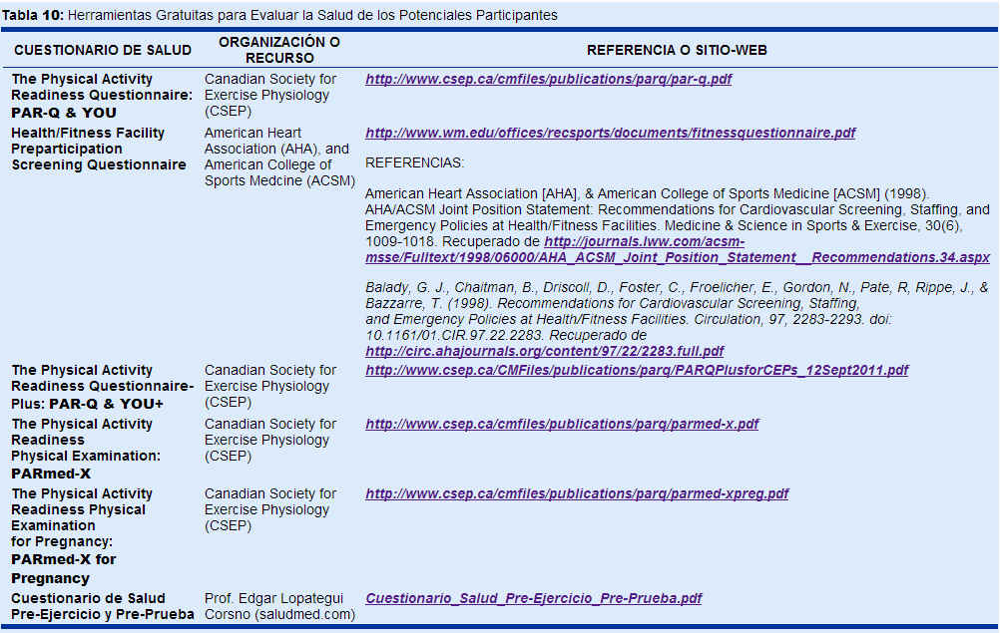 Tabla 10: Herramientas Gratuitas para Evaluar la Salud de los Potenciales Participantes
CUESTIONARIO DE SALUD
ORGANIZACIÓN O
RECURSO
REFERENCIA O SITIO-WEB
The Physical Activity
Readiness Questionnaire:
PAR-Q & YOU
Canadian Society for
Exercise Physiology
(CSEP)
http://www.csep.ca/cmfiles/publications/parq/par-q.pdf
Health/Fitness Facility
Preparticipation
Screening Questionnaire
American Heart
Association (AHA), and
American College of
Sports Medcine (ACSM)
http://www.wm.edu/offices/recsports/documents/fitnessquestionnaire.pdf
REFERENCIAS:
American Heart Association [AHA], & American College of Sports Medicine [ACSM] (1998).
AHA/ACSM Joint Position Statement: Recommendations for Cardiovascular Screening, Staffing, and
Emergency Policies at Health/Fitness Facilities. Medicine & Science in Sports & Exercise, 30(6),
1009-1018. Recuperado de http://journals.lww.com/acsm-
msse/Fulltext/1998/06000/AHA_ACSM_Joint_Position_Statement__Recommendations.34.aspx
Balady, G. J., Chaitman, B., Driscoll, D., Foster, C., Froelicher, E., Gordon, N., Pate, R, Rippe, J., &
Bazzarre, T. (1998). Recommendations for Cardiovascular Screening, Staffing,
and Emergency Policies at Health/Fitness Facilities. Circulation, 97, 2283-2293. doi:
10.1161/01.CIR.97.22.2283. Recuperado de
http://circ.ahajournals.org/content/97/22/2283.full.pdf
The Physical Activity
Readiness Questionnaire-
Plus: PAR-Q & YOU+
Canadian Society for
Exercise Physiology
(CSEP)
http://www.csep.ca/CMFiles/publications/parq/PARQPlusforCEPs_12Sept2011.pdf
The Physical Activity
Readiness
Physical Examination:
PARmed-X
Canadian Society for
Exercise Physiology
(CSEP)
http://www.csep.ca/cmfiles/publications/parq/parmed-x.pdf
The Physical Activity
Readiness Physical
Examination
for Pregnancy:
PARmed-X for
Pregnancy
Canadian Society for
Exercise Physiology
(CSEP)
http://www.csep.ca/cmfiles/publications/parq/parmed-xpreg.pdf
Cuestionario de Salud
Pre-Ejercicio y Pre-Prueba
Prof. Edgar Lopategui
Corsno (saludmed.com)
Cuestionario_Salud_Pre-Ejercicio_Pre-Prueba.pdf